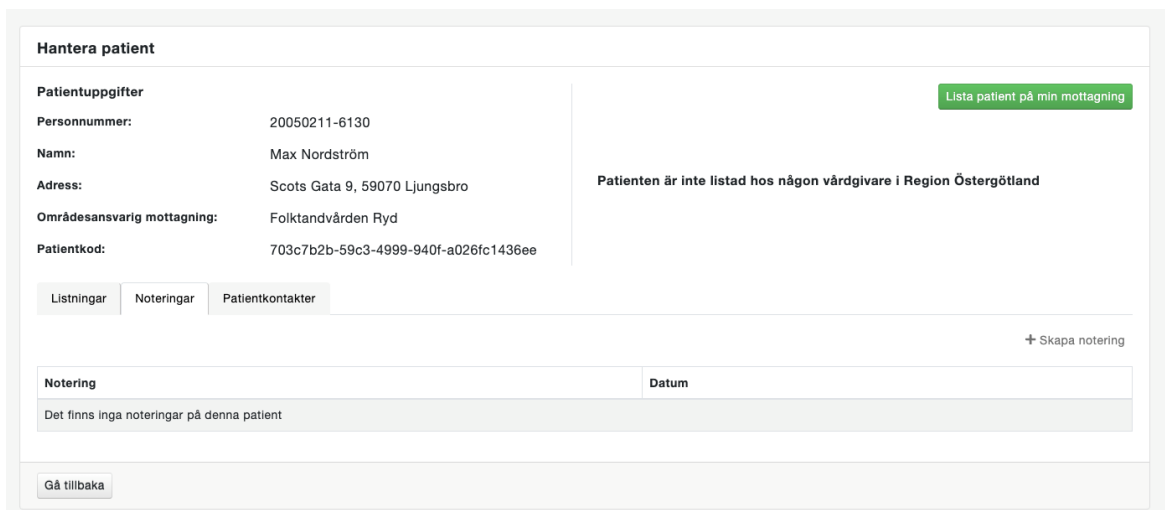 Hantera patient
Patientuppgifter
Lista patient på min mottagning
Personnummer: 20050211-6130
Namn: Max Nordström
Adress: Scots Gata 9, 59070 Ljungsbro
Patienten är inte listad hos någon vårdgivare i Region Östergötland
Områdesansvarig mottagning: Folktandvården Ryd
Patientkod: 703c7b2b-59c3-4999-940f-a026fc1436ee
Listningar Noteringar Patientkontakter
+ Skapa notering
Notering Datum
Det finns inga noteringar på denna patient
Gå tillbaka